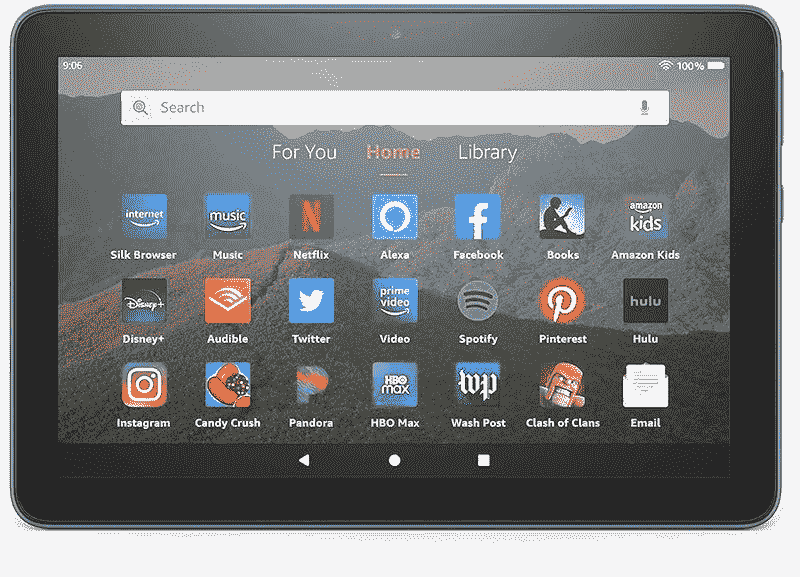 9:06 100%
Search
For You Home Library
internet music amazon kids
Silk Browser Music Netflix Alexa Facebook Books Amazon Kids
Disney+ prime video hulu
Disney+ Audible Twitter Video Spotify Pinterest Hulu
HBO max wp
Instagram Candy Crush Pandora HBO Max Wash Post Clash of Clans Email